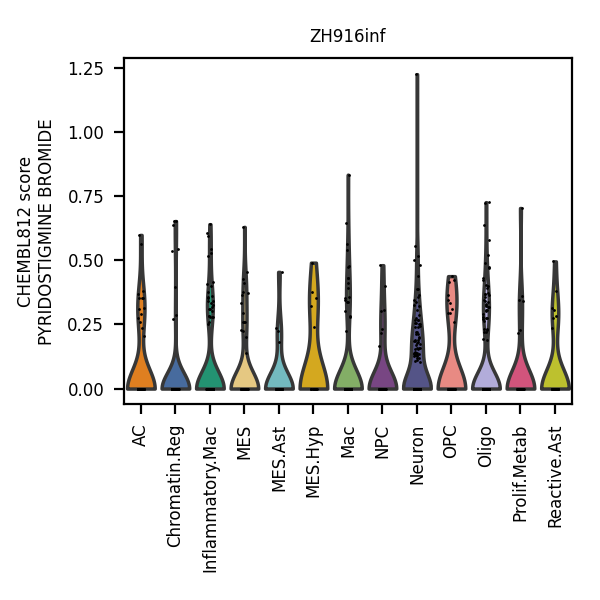 ZH916inf
CHEMBL812 score
PYRIDOSTIGMINE BROMIDE
1.25
1.00
0.75
0.50
0.25
0.00
AC
Chromatin.Reg
Inflammatory.Mac
MES
MES.Ast
MES.Hyp
Mac
NPC
Neuron
OPC
Oligo
Prolif.Metab
Reactive.Ast